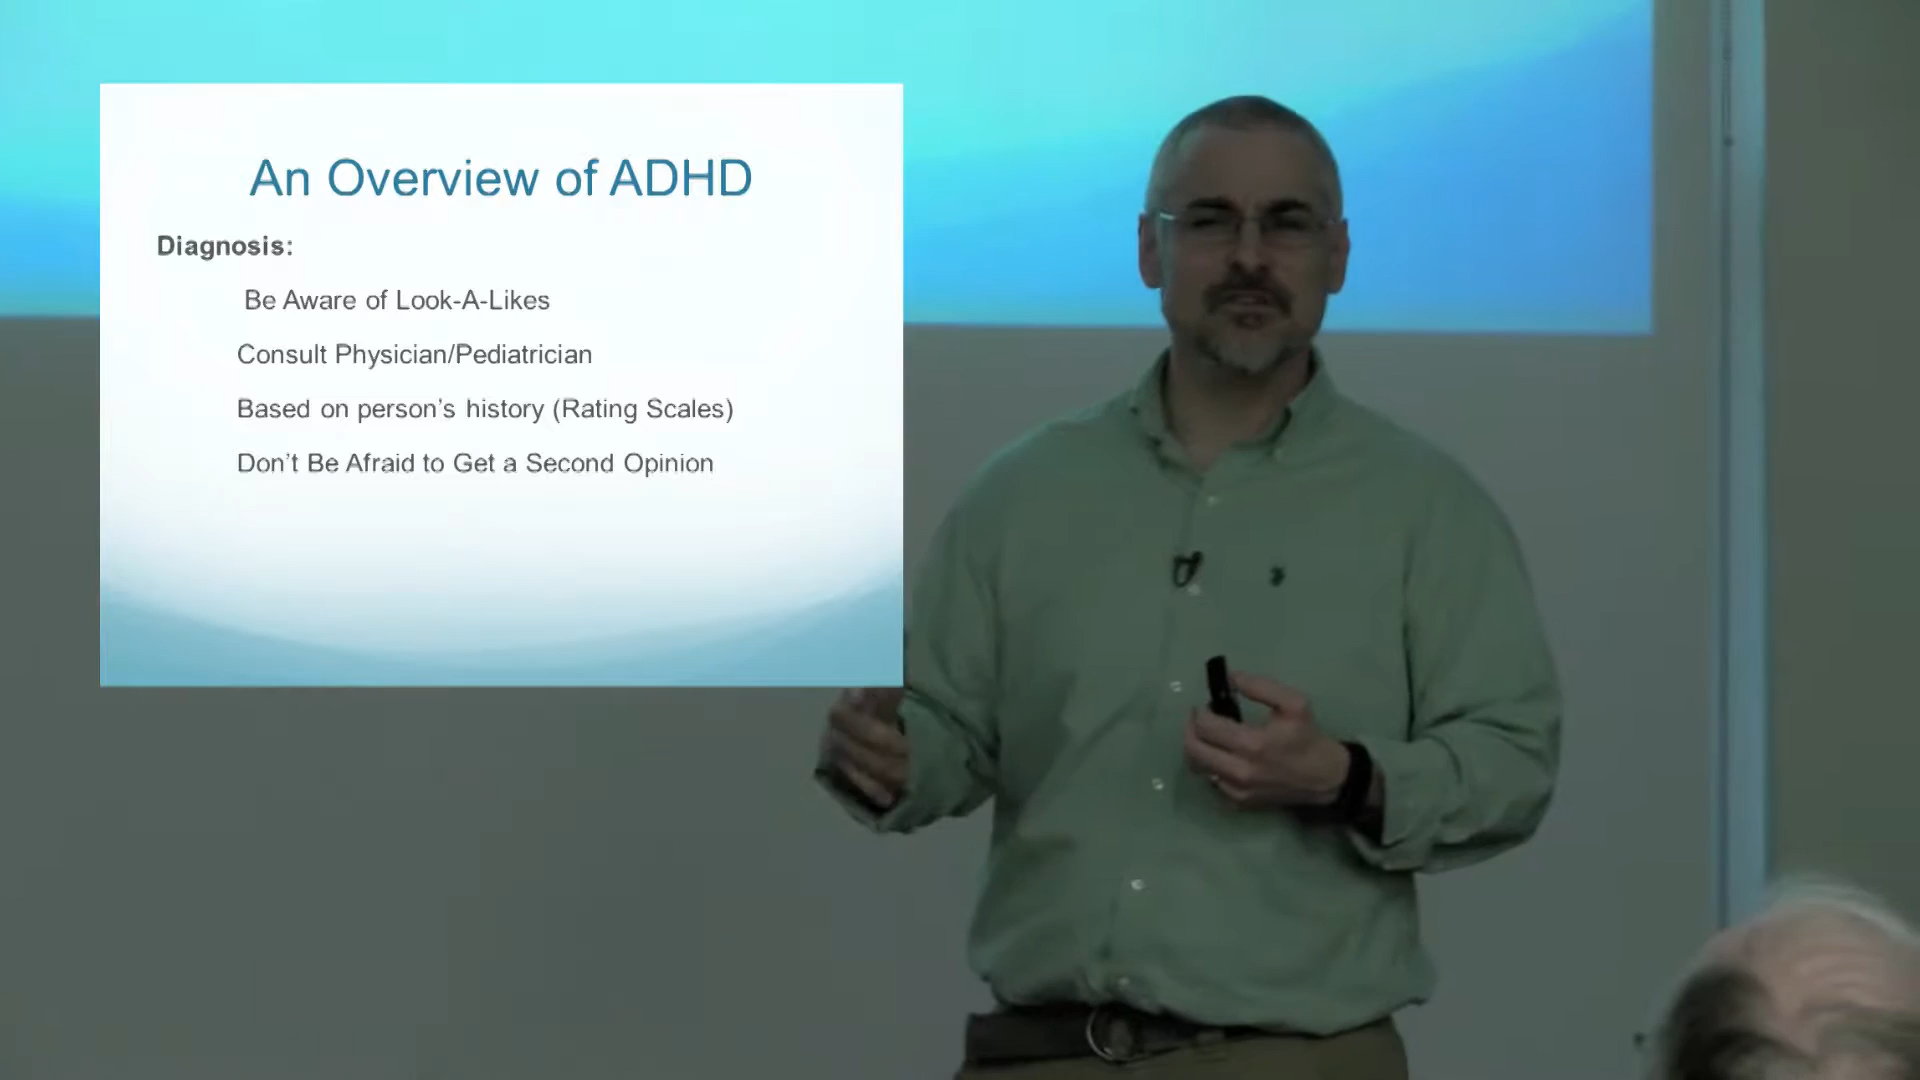 An Overview of ADHD
Diagnosis:
Be Aware of Look-A-Likes
Consult Physician/Pediatrician
Based on person's history (Rating Scales)
Don't Be Afraid to Get a Second Opinion